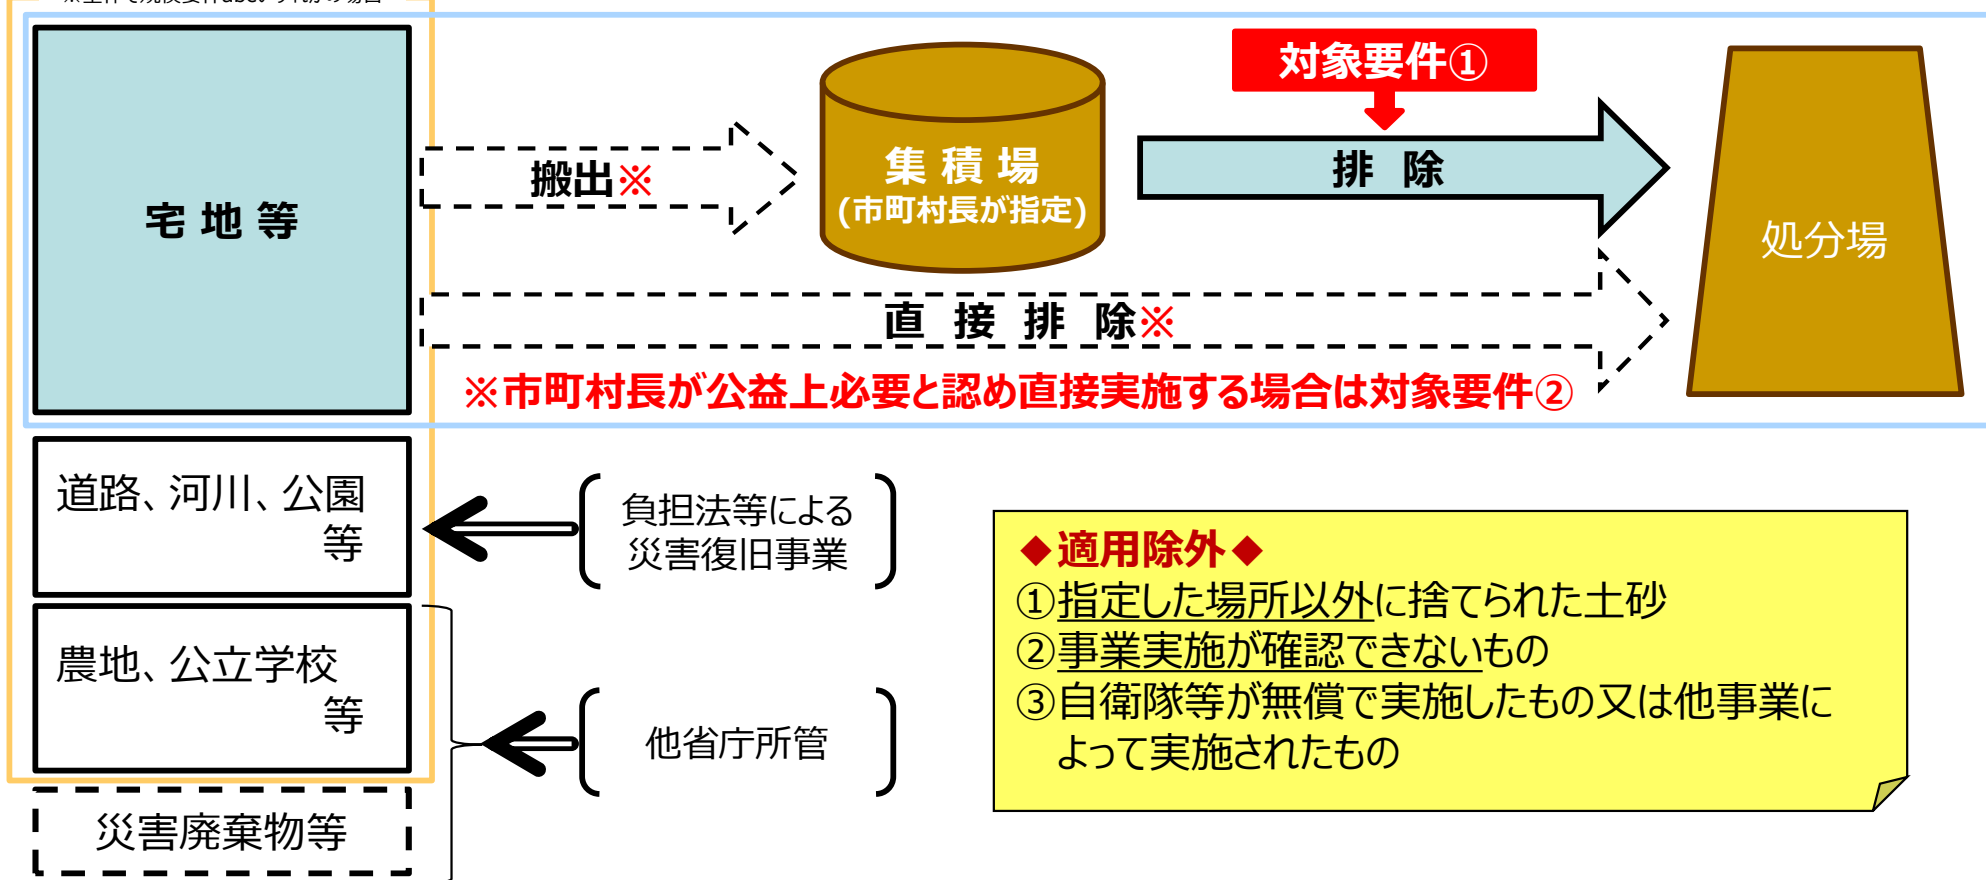 宅地等
搬出※
集積場
(市町村長が指定)
対象要件①
排除
処分場
直接排除※
※市町村長が公益上必要と認め直接実施する場合は対象要件②
道路、河川、公園
等
負担法等による
災害復旧事業
農地、公立学校
等
他省庁所管
災害廃棄物等
◆適用除外◆
①指定した場所以外に捨てられた土砂
②事業実施が確認できないもの
③自衛隊等が無償で実施したもの又は他事業に
よって実施されたもの